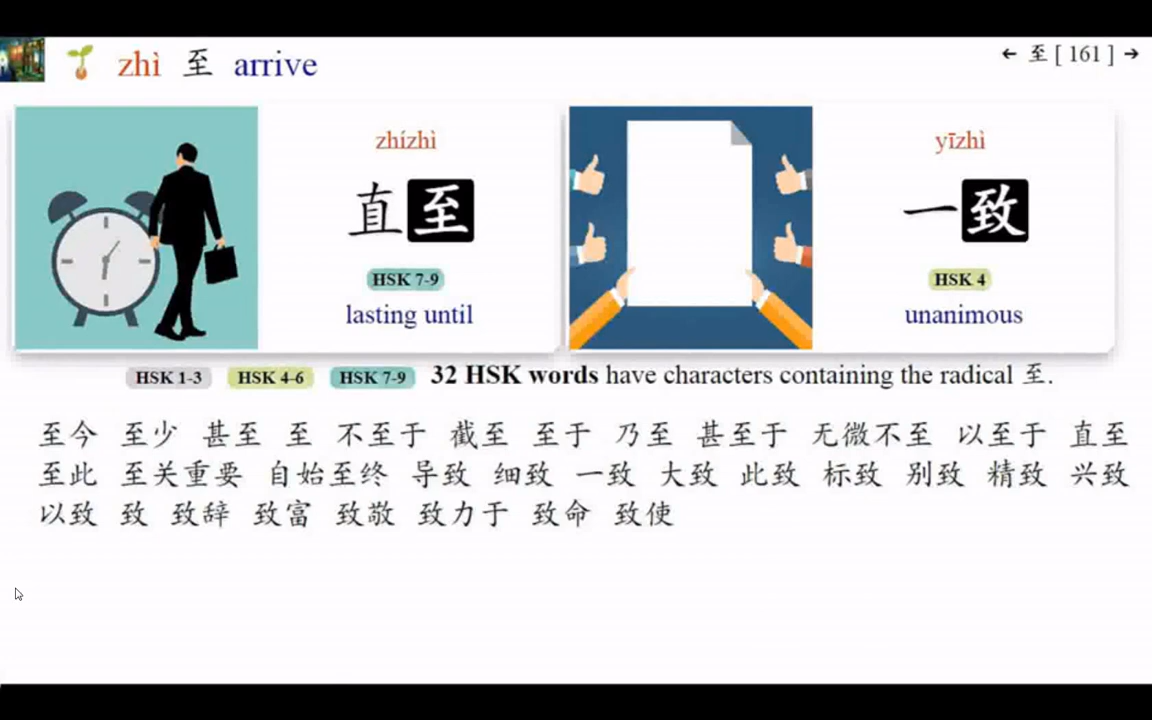 zhì 至 arrive
← 至 [ 161 ] →
zhízhì
直至
HSK 7-9
lasting until
yīzhì
一致
HSK 4
unanimous
HSK 1-3 HSK 4-6 HSK 7-9 32 HSK words have characters containing the radical 至.
至今 至少 甚至 至 不至于 截至 至于 乃至 甚至于 无微不至 以至于 直至
至此 至关重要 自始至终 导致 细致 一致 大致 此致 标致 别致 精致 兴致
以致 致 致辞 致富 致敬 致力于 致命 致使